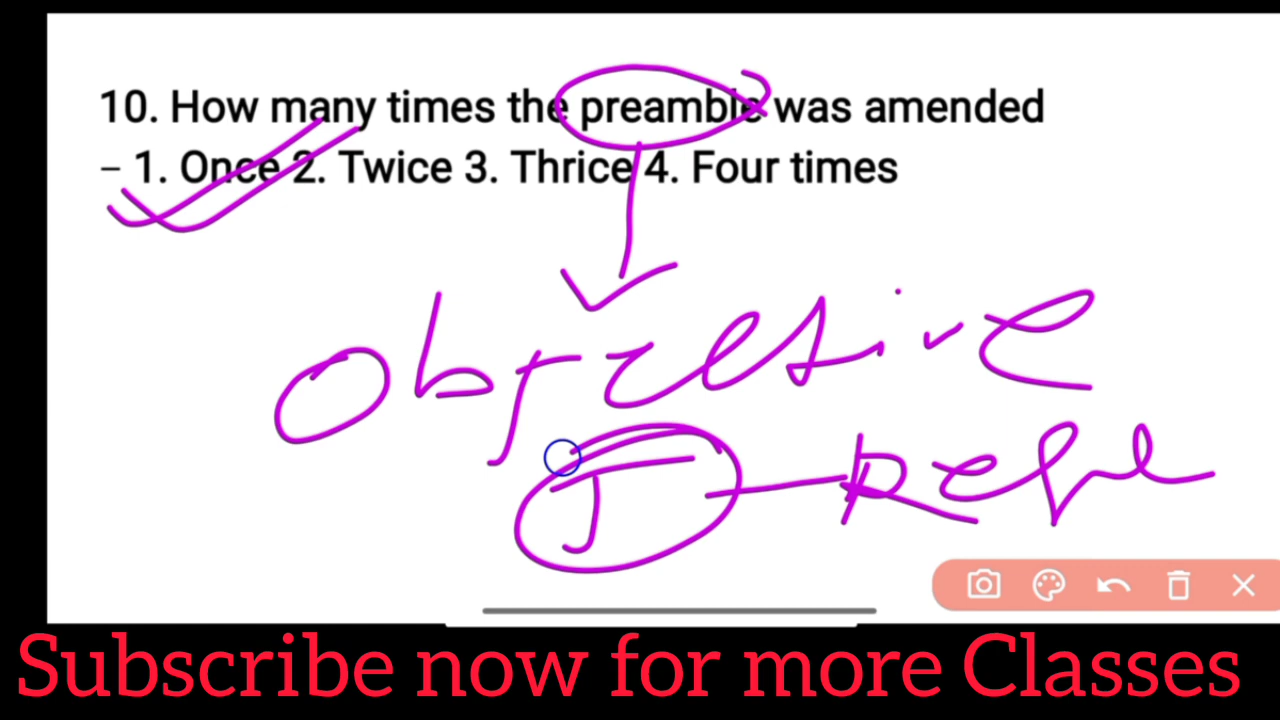 10. How many times the preamble was amended
– 1. Once 2. Twice 3. Thrice 4. Four times
Objective
J
Subscribe now for more Classes